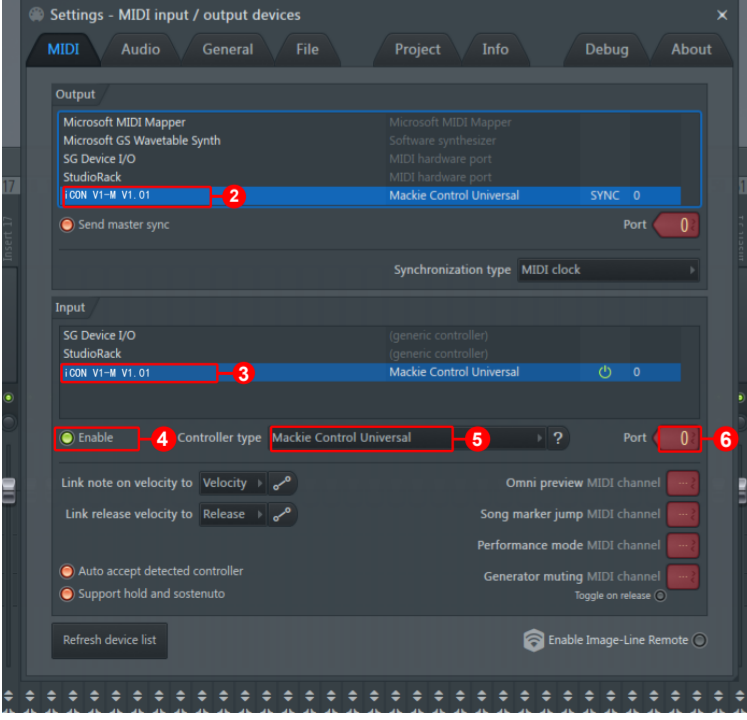 Settings - MIDI input / output devices
MIDI Audio General File Project Info Debug About
Output
Microsoft MIDI Mapper Microsoft MIDI Mapper
Microsoft GS Wavetable Synth Software synthesizer
SG Device I/O MIDI hardware port
StudioRack MIDI hardware port
iCON V1-M V1.01 2 Mackie Control Universal SYNC 0
Send master sync Port 0
Synchronization type MIDI clock
Input
SG Device I/O (generic controller)
StudioRack (generic controller)
iCON V1-M V1.01 3 Mackie Control Universal 0
Enable 4 Controller type Mackie Control Universal 5 ? Port 0 6
Link note on velocity to Velocity Omni preview MIDI channel ---
Link release velocity to Release Song marker jump MIDI channel ---
Performance mode MIDI channel ---
Auto accept detected controller Generator muting MIDI channel ---
Support hold and sostenuto Toggle on release
Refresh device list Enable Image-Line Remote
17
Insert 17